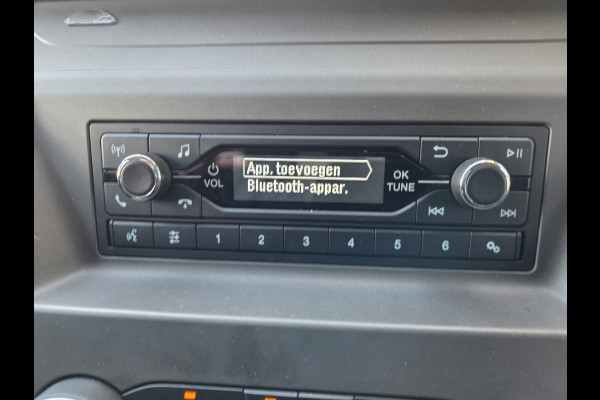 App. toevoegen
Bluetooth-appar.
VOL
OK
TUNE
1 2 3 4 5 6